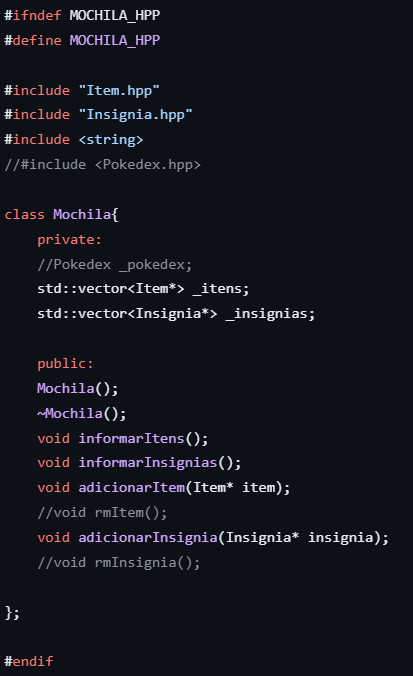 #ifndef MOCHILA_HPP
#define MOCHILA_HPP
#include "Item.hpp"
#include "Insignia.hpp"
#include <string>
//#include <Pokedex.hpp>
class Mochila{
private:
//Pokedex _pokedex;
std::vector<Item*> _itens;
std::vector<Insignia*> _insignias;
public:
Mochila();
~Mochila();
void informarItens();
void informarInsignias();
void adicionarItem(Item* item);
//void rmItem();
void adicionarInsignia(Insignia* insignia);
//void rmInsignia();
};
#endif